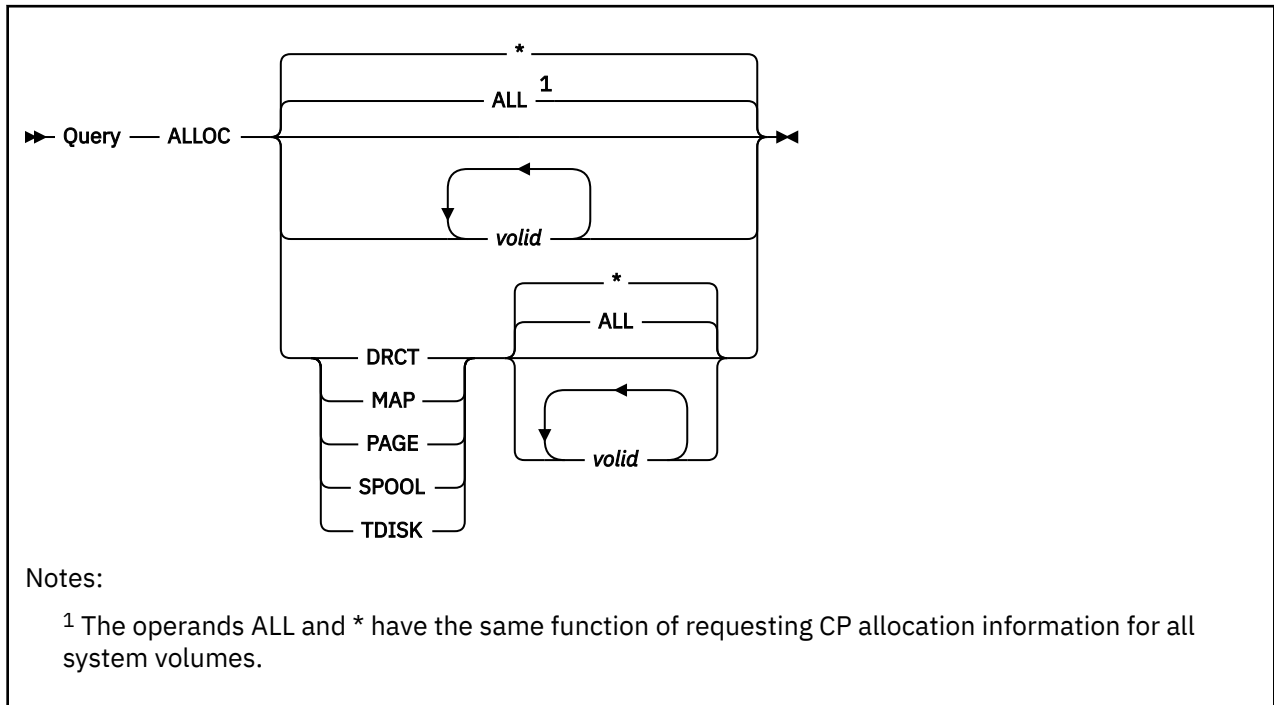 *
ALL 1
Query ALLOC
volid
*
DRCT ALL
MAP
PAGE
volid
SPOOL
TDISK
Notes:
1 The operands ALL and * have the same function of requesting CP allocation information for all
system volumes.